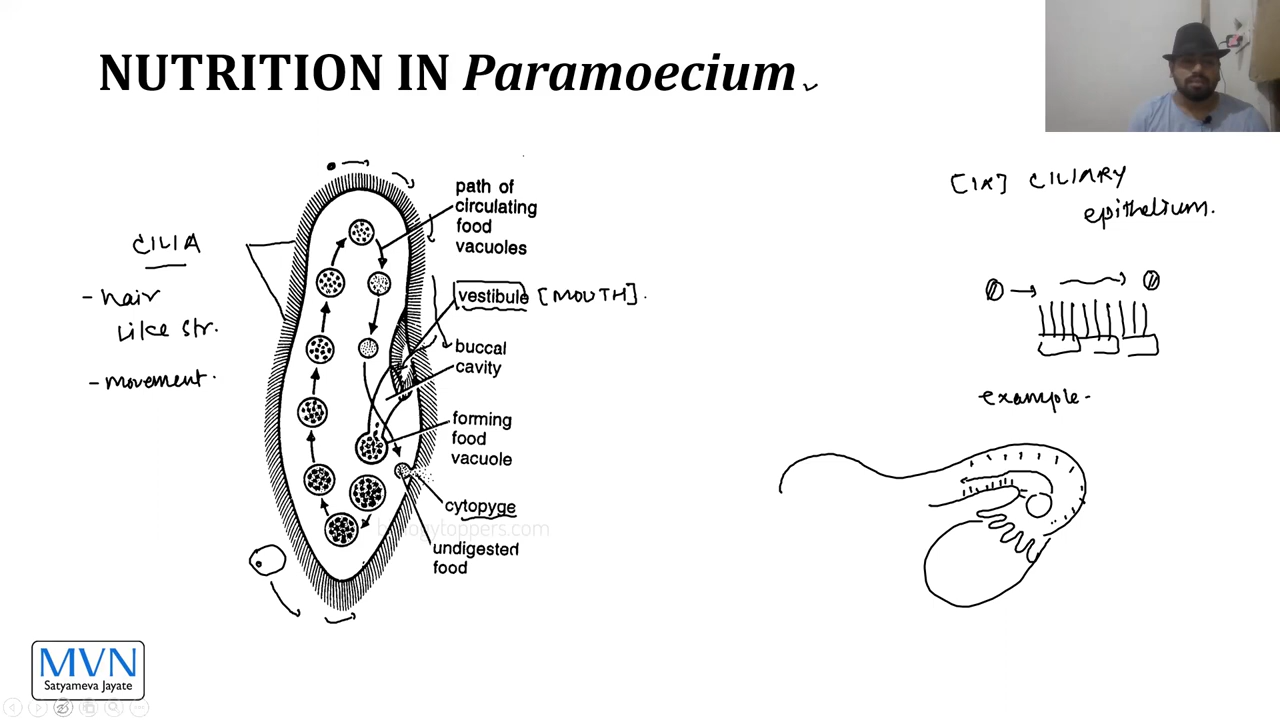 NUTRITION IN Paramoecium
path of
circulating
food
vacuoles
CILIA
- hair
like str.
- movement.
vestibule [MOUTH].
buccal
cavity
forming
food
vacuole
cytopyge
undigested
food
[IX] CILIARY
epithelium.
example-
MVN
Satyameva Jayate